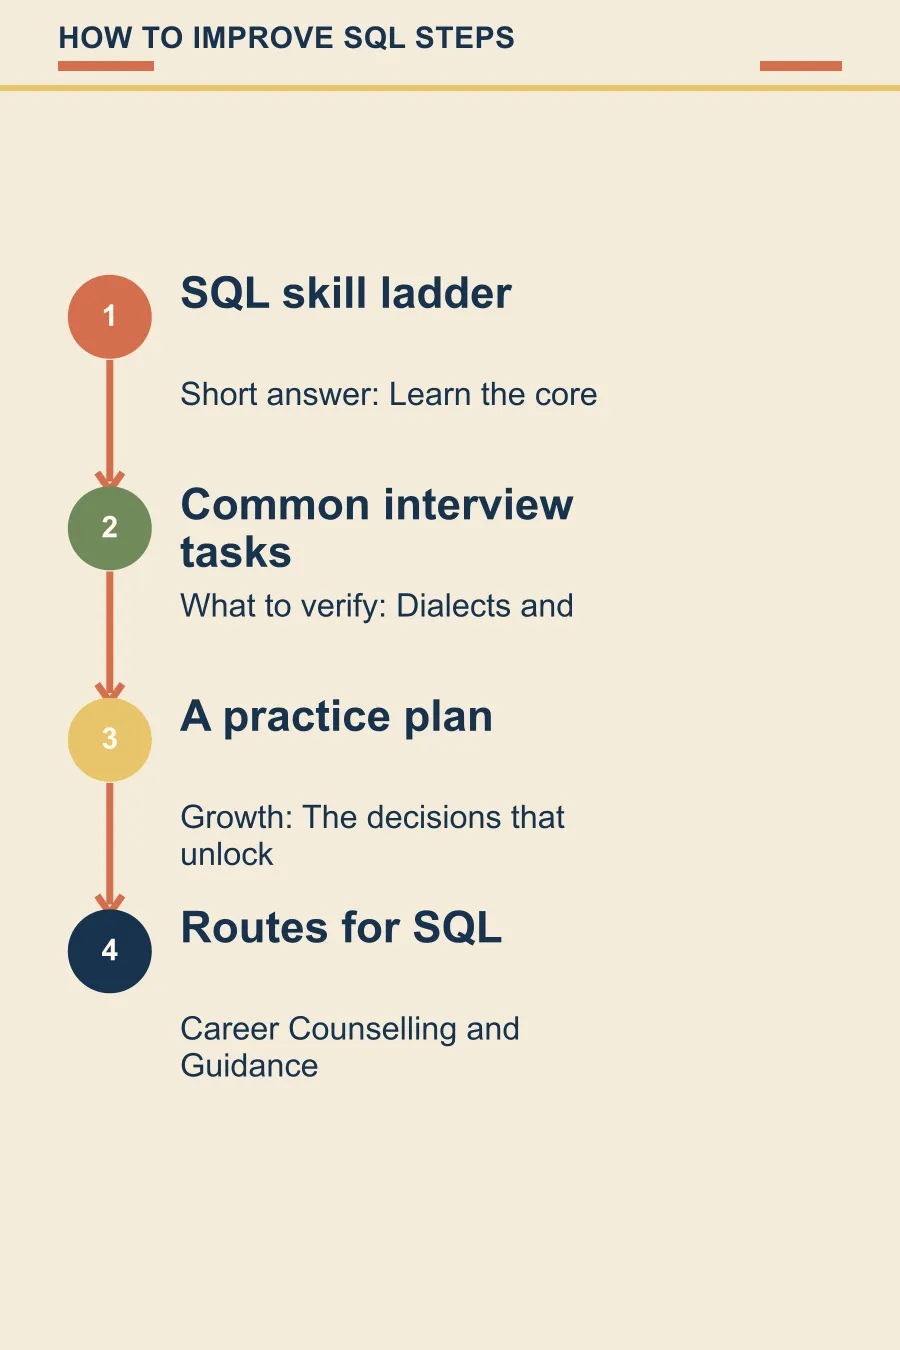 HOW TO IMPROVE SQL STEPS
1
SQL skill ladder
Short answer: Learn the core
2
Common interview
tasks
What to verify: Dialects and
3
A practice plan
Growth: The decisions that
unlock
4
Routes for SQL
Career Counselling and
Guidance